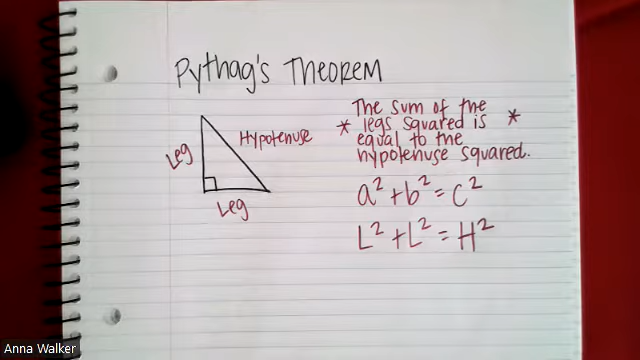 Pythag's Theorem
Leg
Hypotenuse
Leg
* The sum of the *
legs squared is
equal to the
hypotenuse squared.
a² + b² = c²
L² + L² = H²
Anna Walker